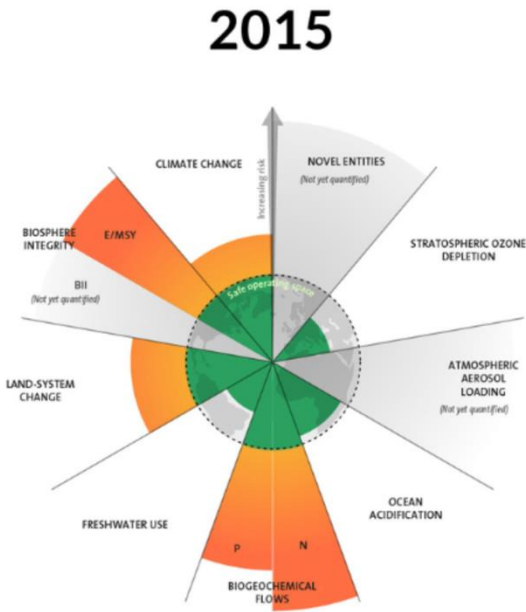 2015
CLIMATE CHANGE
Increasing risk
NOVEL ENTITIES
(Not yet quantified)
STRATOSPHERIC OZONE
DEPLETION
ATMOSPHERIC
AEROSOL
LOADING
(Not yet quantified)
OCEAN
ACIDIFICATION
N
P
BIOGEOCHEMICAL
FLOWS
FRESHWATER USE
LAND-SYSTEM
CHANGE
BIOSPHERE
INTEGRITY
E/MSY
BII
(Not yet quantified)
Safe operating space